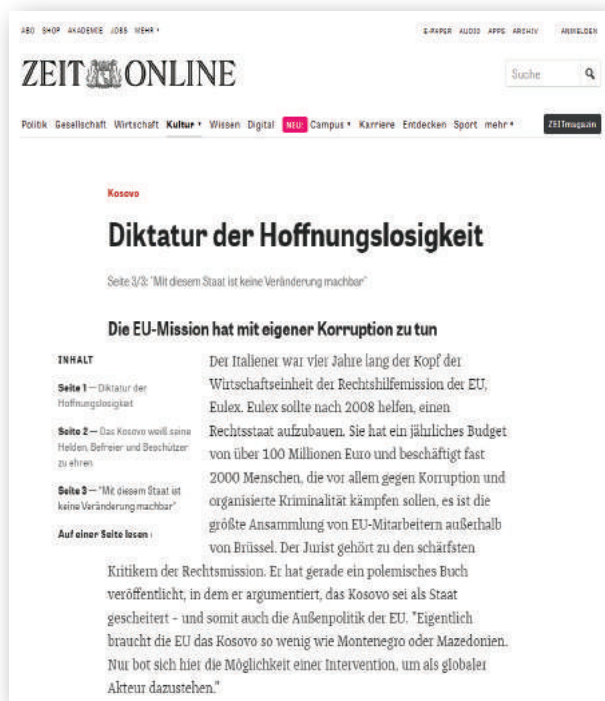 ABO SHOP AKADEMIE JOBS MEHR
E-PAPER AUDIO APPS ARCHIV ANMELDEN
ZEIT ONLINE
Suche
Politik Gesellschaft Wirtschaft Kultur Wissen Digital NEU: Campus Karriere Entdecken Sport mehr ZEITmagazin
Kosovo
Diktatur der Hoffnungslosigkeit
Seite 3/3: "Mit diesem Staat ist keine Veränderung machbar"
Die EU-Mission hat mit eigener Korruption zu tun
INHALT
Seite 1 — Diktatur der
Hoffnungslosigkeit
Seite 2 — Das Kosovo weiß seine
Helden, Befreier und Beschützer
zu ehren
Seite 3 — "Mit diesem Staat ist
keine Veränderung machbar"
Auf einer Seite lesen ›
Der Italiener war vier Jahre lang der Kopf der
Wirtschaftseinheit der Rechtshilfemission der EU,
Eulex. Eulex sollte nach 2008 helfen, einen
Rechtsstaat aufzubauen. Sie hat ein jährliches Budget
von über 100 Millionen Euro und beschäftigt fast
2000 Menschen, die vor allem gegen Korruption und
organisierte Kriminalität kämpfen sollen, es ist die
größte Ansammlung von EU-Mitarbeitern außerhalb
von Brüssel. Der Jurist gehört zu den schärfsten
Kritikern der Rechtsmission. Er hat gerade ein polemisches Buch
veröffentlicht, in dem er argumentiert, das Kosovo sei als Staat
gescheitert – und somit auch die Außenpolitik der EU. "Eigentlich
braucht die EU das Kosovo so wenig wie Montenegro oder Mazedonien.
Nur bot sich hier die Möglichkeit einer Intervention, um als globaler
Akteur dazustehen."